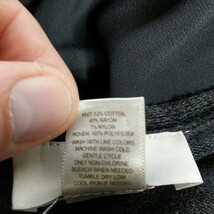 KNIT: 53% COTTON
40% RAYON
7% NYLON
WOVEN: 100% POLYESTER
WASH WITH LIKE COLORS
MACHINE WASH COLD
GENTLE CYCLE
ONLY NON-CHLORINE
BLEACH WHEN NEEDED
TUMBLE DRY LOW
COOL IRON IF NEEDED